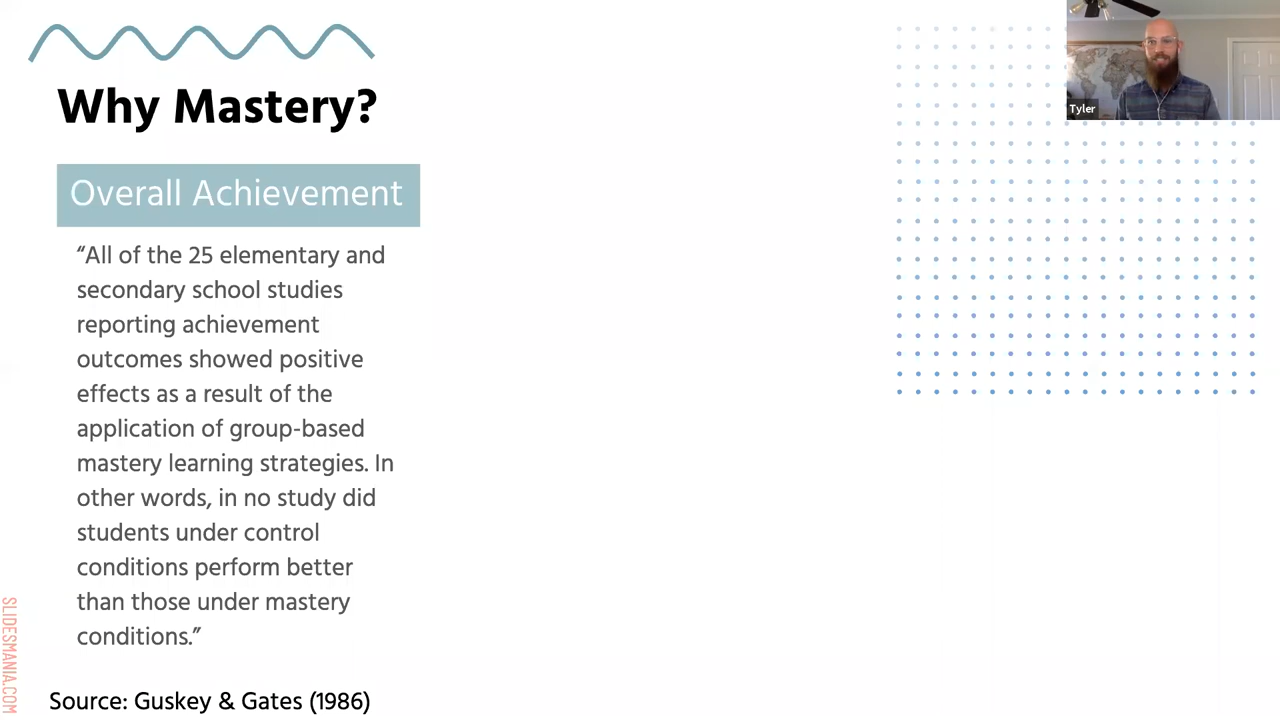 Why Mastery?
Overall Achievement
“All of the 25 elementary and
secondary school studies
reporting achievement
outcomes showed positive
effects as a result of the
application of group-based
mastery learning strategies. In
other words, in no study did
students under control
conditions perform better
than those under mastery
conditions.”
Source: Guskey & Gates (1986)
SLIDESMANIA.COM
Tyler